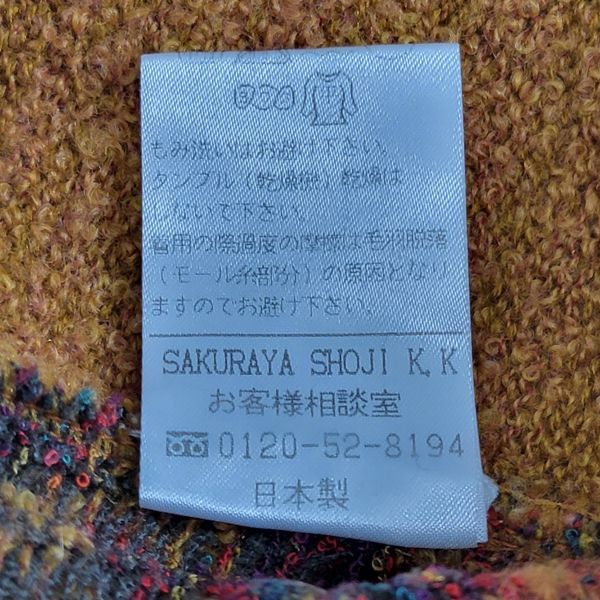 もみ洗いはお避け下さい。
タンブル（乾燥機）乾燥は
しないで下さい。
着用の際過度の摩擦は毛羽脱落
（モール糸部分）の原因となり
ますのでお避け下さい。
SAKURAYA SHOJI K.K
お客様相談室
0120-52-8194
日本製